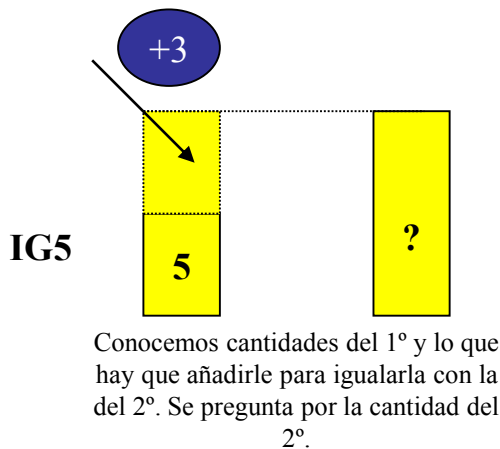 +3
IG5
5
?
Conocemos cantidades del 1º y lo que
hay que añadirle para igualarla con la
del 2º. Se pregunta por la cantidad del
2º.